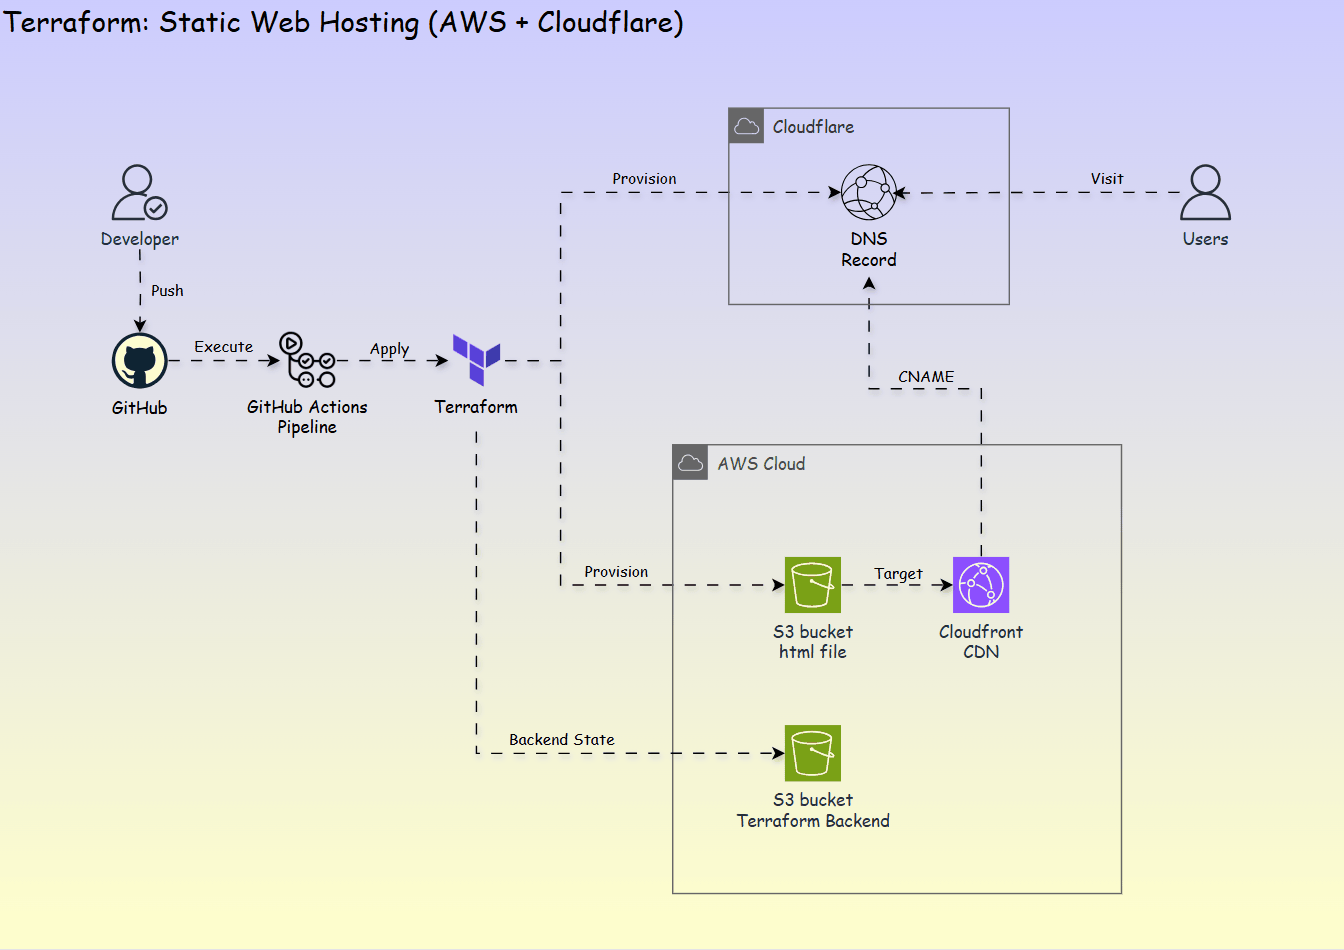 Terraform: Static Web Hosting (AWS + Cloudflare)
Cloudflare
Provision
Visit
DNS
Record
Developer
Users
Push
Execute
Apply
CNAME
GitHub
GitHub Actions
Pipeline
Terraform
AWS Cloud
Provision
Target
S3 bucket
html file
Cloudfront
CDN
Backend State
S3 bucket
Terraform Backend